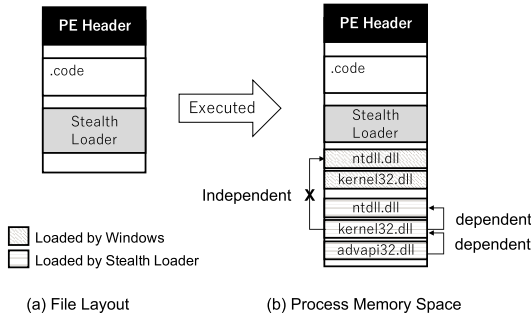 PE Header
.code
Stealth
Loader
Executed
PE Header
.code
Stealth
Loader
ntdll.dll
kernel32.dll
ntdll.dll
kernel32.dll
advapi32.dll
Independent X
dependent
dependent
Loaded by Windows
Loaded by Stealth Loader
(a) File Layout
(b) Process Memory Space